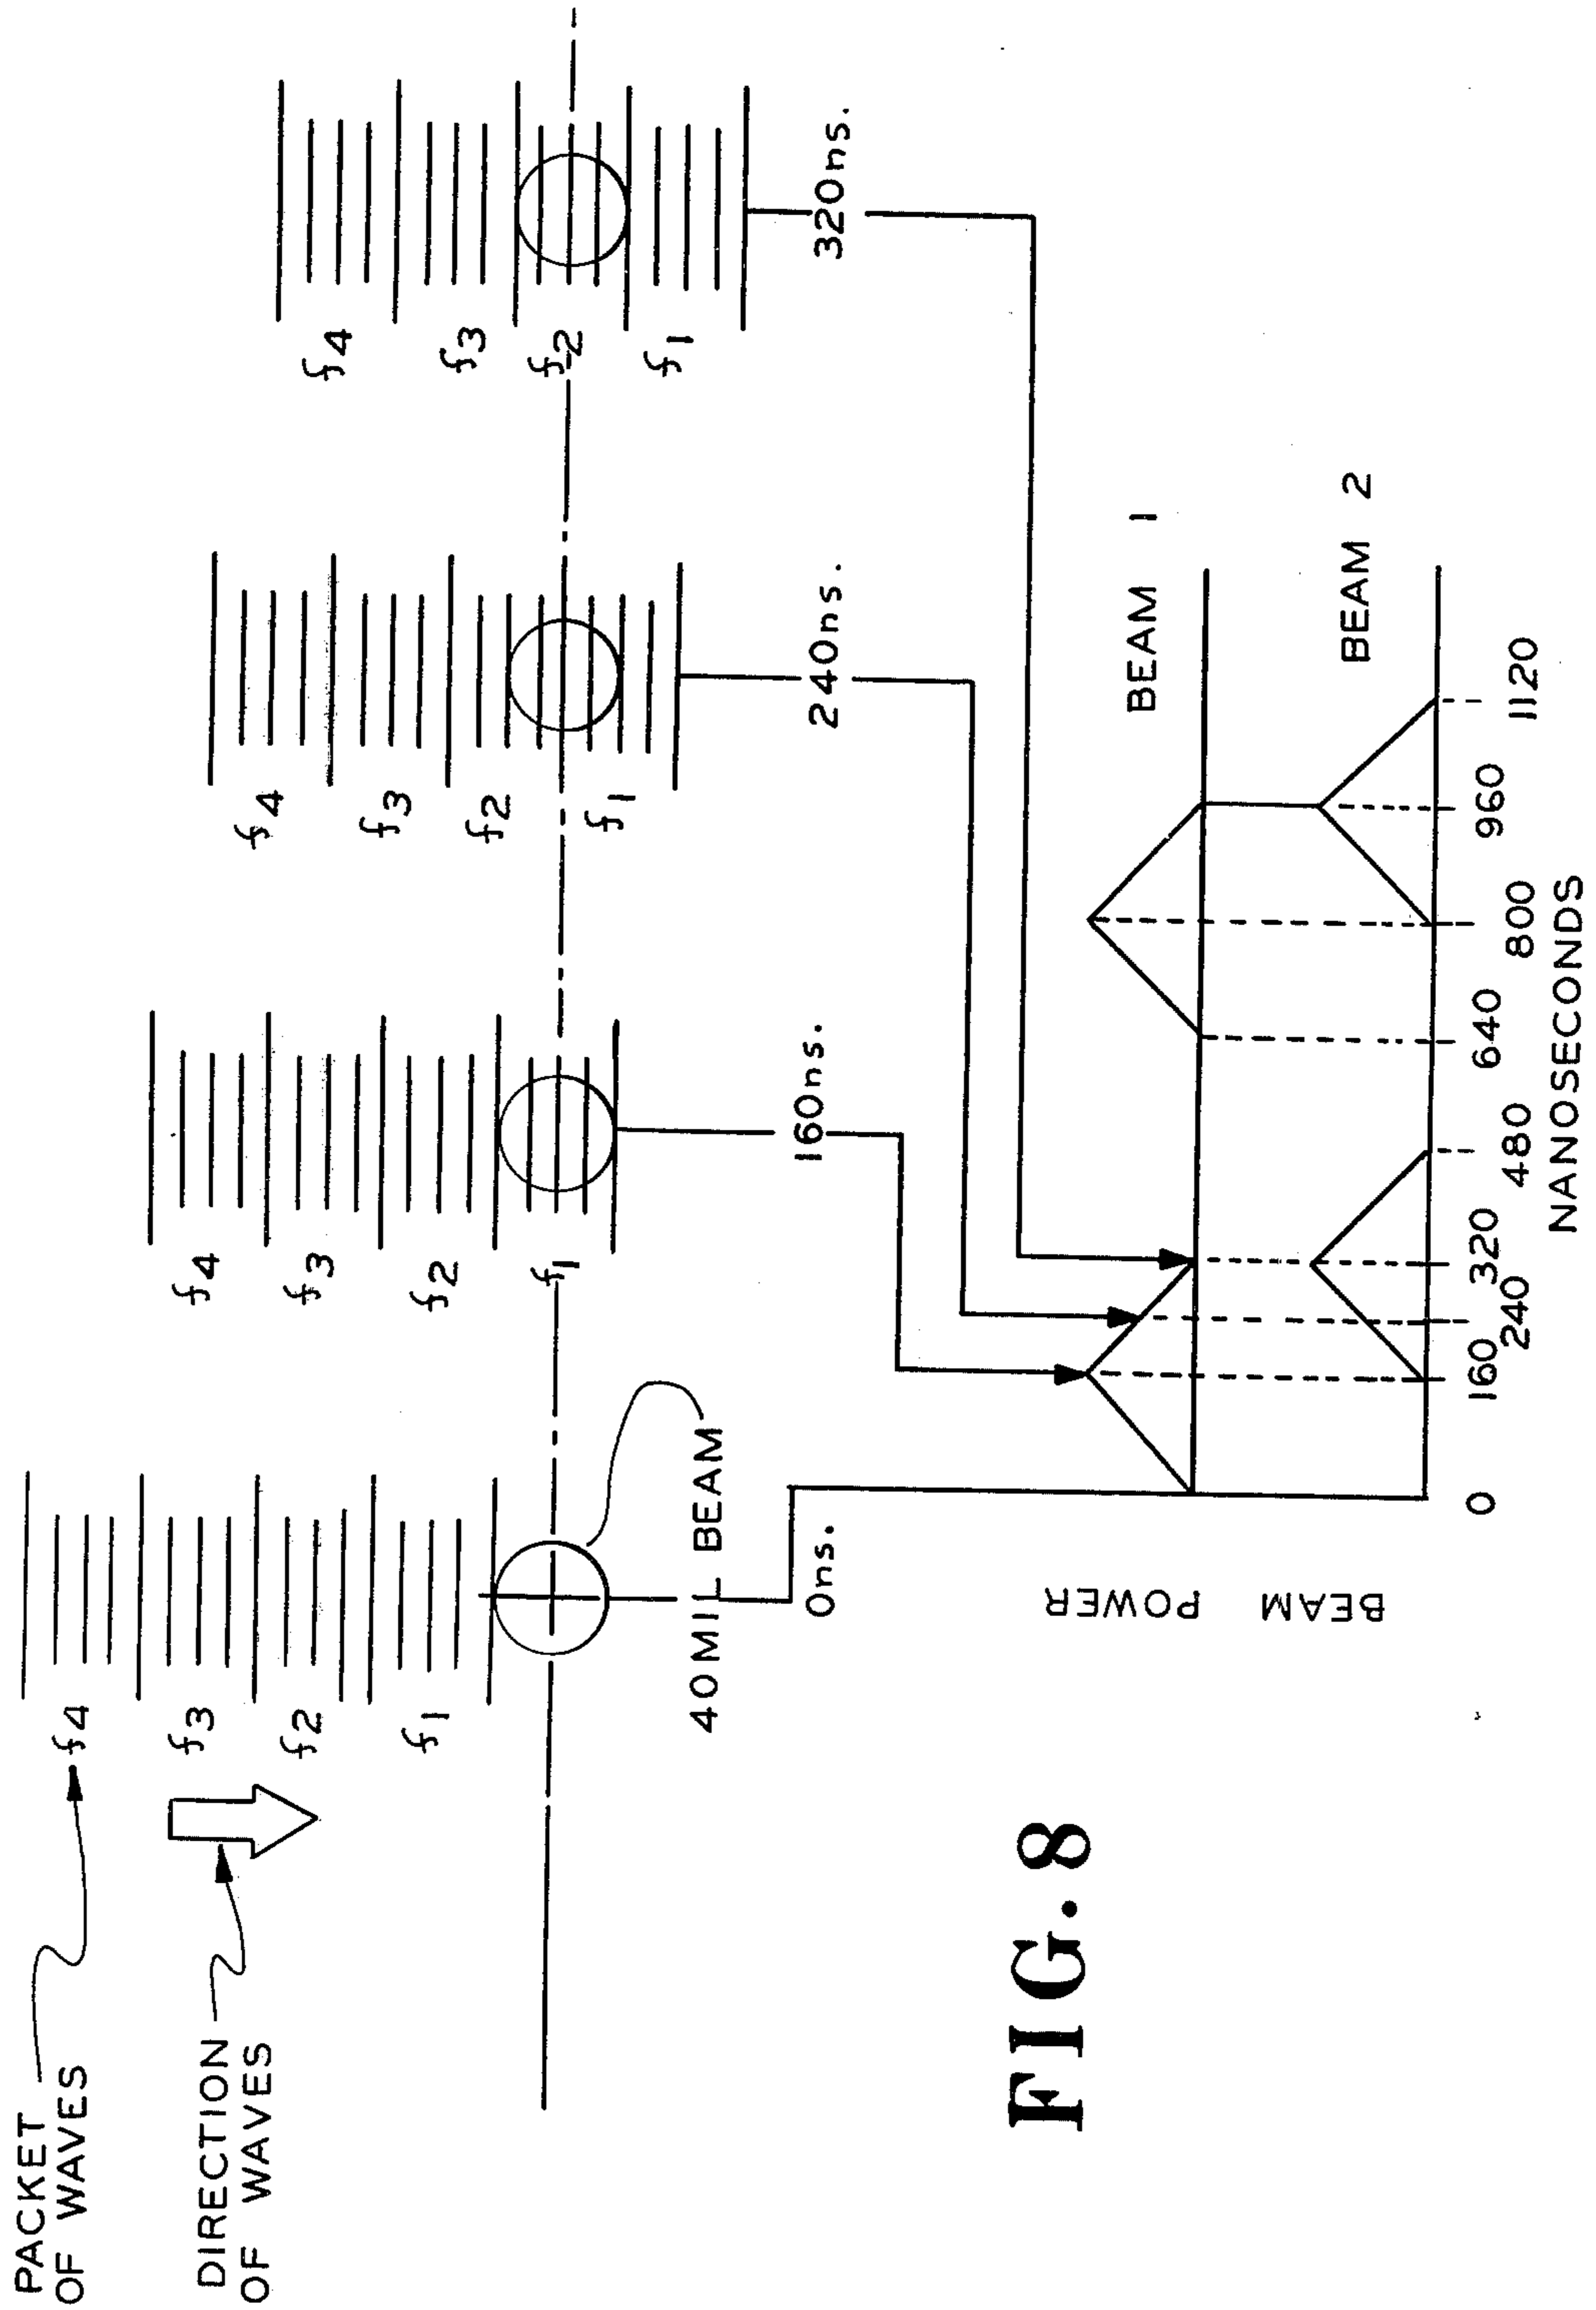 PACKET
OF WAVES
DIRECTION
OF WAVES
f4
f3
f2
f1
f4
f3
f2
f1
f4
f3
f2
f1
f4
f3
f2
f1
40MIL BEAM
0ns.
160ns.
240ns.
320ns.
BEAM POWER
BEAM 1
BEAM 2
0
160
240
320
480
640
800
960
1120
NANOSECONDS
FIG. 8